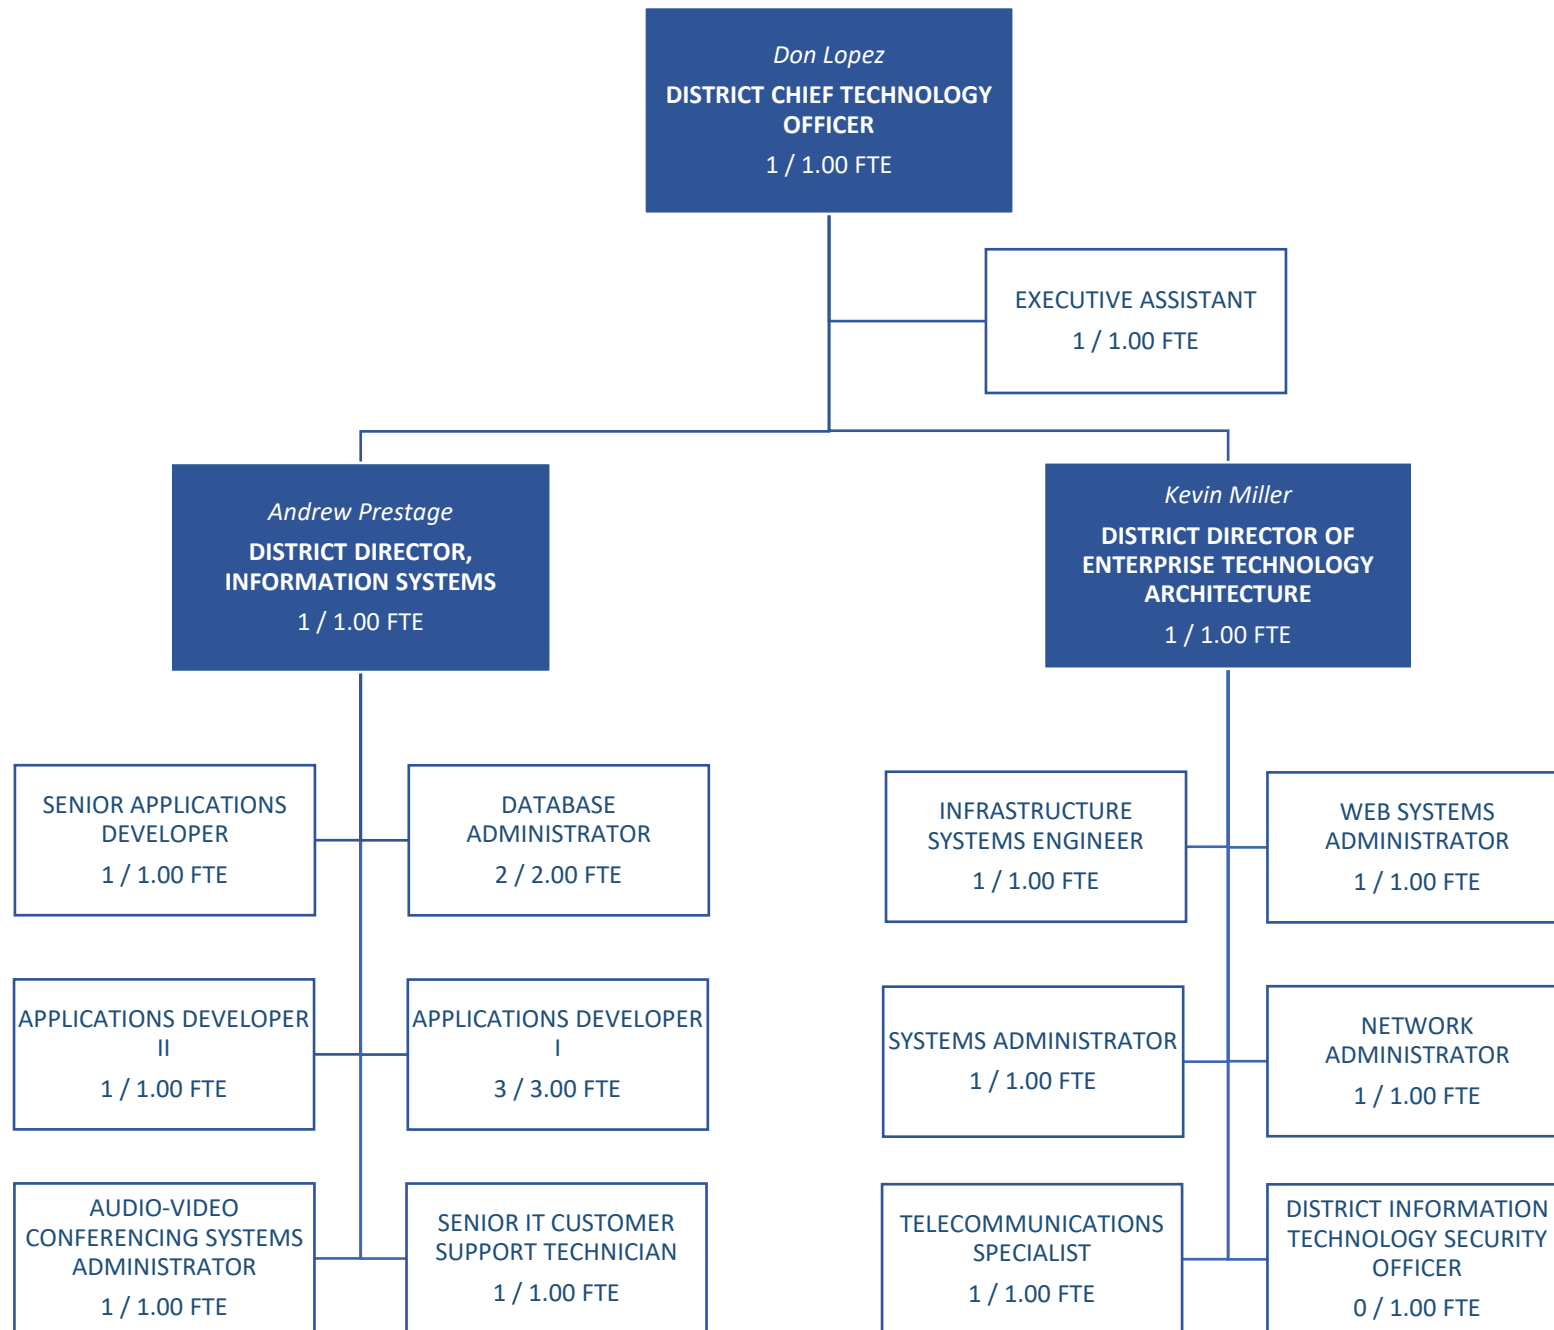 Don Lopez
DISTRICT CHIEF TECHNOLOGY
OFFICER
1 / 1.00 FTE
EXECUTIVE ASSISTANT
1 / 1.00 FTE
Andrew Prestage
DISTRICT DIRECTOR,
INFORMATION SYSTEMS
1 / 1.00 FTE
Kevin Miller
DISTRICT DIRECTOR OF
ENTERPRISE TECHNOLOGY
ARCHITECTURE
1 / 1.00 FTE
SENIOR APPLICATIONS
DEVELOPER
1 / 1.00 FTE
DATABASE
ADMINISTRATOR
2 / 2.00 FTE
INFRASTRUCTURE
SYSTEMS ENGINEER
1 / 1.00 FTE
WEB SYSTEMS
ADMINISTRATOR
1 / 1.00 FTE
APPLICATIONS DEVELOPER
II
1 / 1.00 FTE
APPLICATIONS DEVELOPER
I
3 / 3.00 FTE
SYSTEMS ADMINISTRATOR
1 / 1.00 FTE
NETWORK
ADMINISTRATOR
1 / 1.00 FTE
AUDIO-VIDEO
CONFERENCING SYSTEMS
ADMINISTRATOR
1 / 1.00 FTE
SENIOR IT CUSTOMER
SUPPORT TECHNICIAN
1 / 1.00 FTE
TELECOMMUNICATIONS
SPECIALIST
1 / 1.00 FTE
DISTRICT INFORMATION
TECHNOLOGY SECURITY
OFFICER
0 / 1.00 FTE